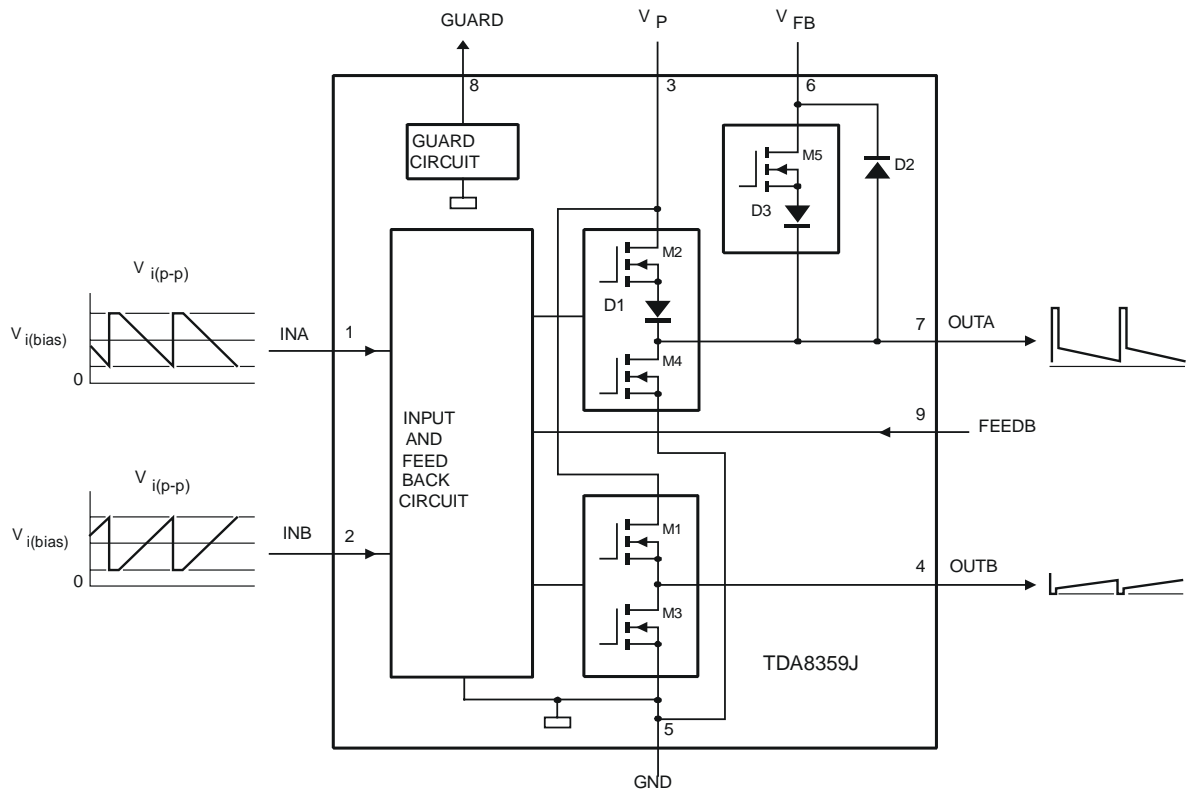 GUARD
V P
V FB
8
3
6
GUARD
CIRCUIT
M5
D2
D3
M2
D1
M4
V i(p-p)
V i(bias)
0
INA
1
7
OUTA
INPUT
AND
FEED
BACK
CIRCUIT
9
FEEDB
V i(p-p)
V i(bias)
0
INB
2
M1
M3
4
OUTB
TDA8359J
5
GND